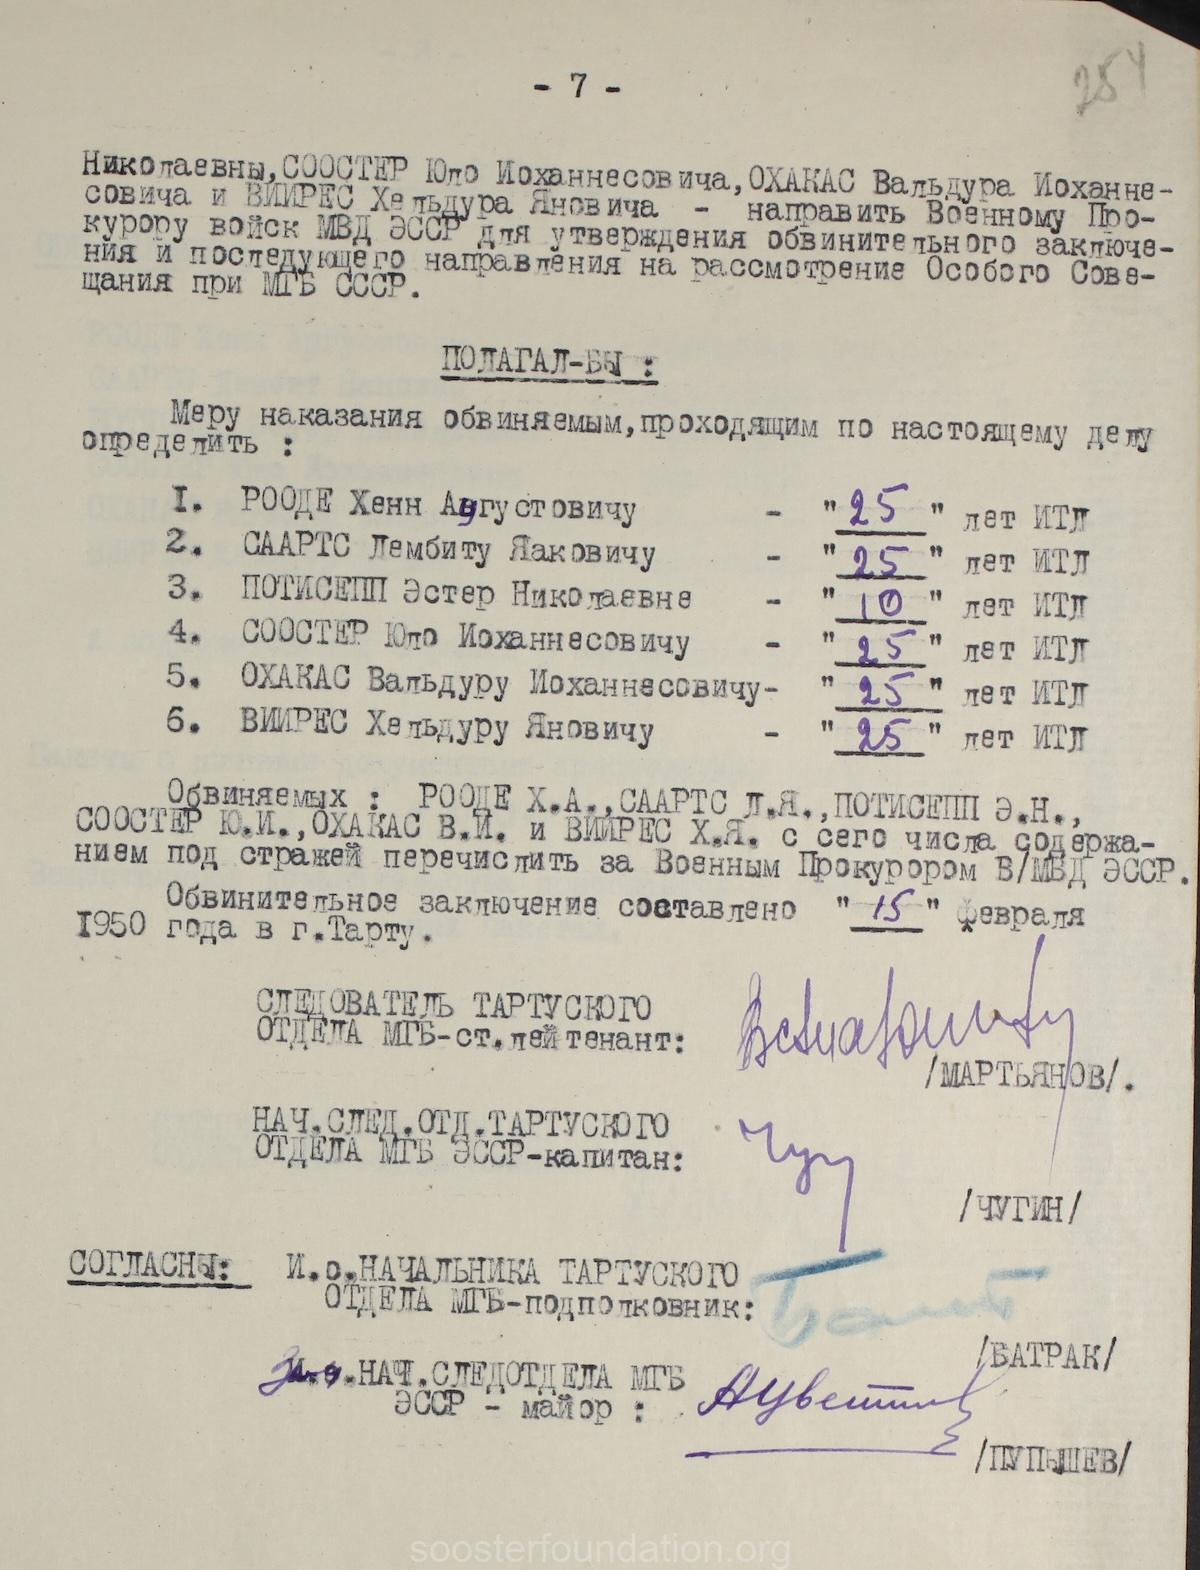 - 7 -
254
Николаевны,СООСТЕР Юло Иоханнесовича,ОХАКАС Вальдура Иоханне-
совича и ВИИРЕС Хельдура Яновича - направить Военному Про-
курору войск МВД ЭССР для утверждения обвинительного заключе-
ния и последующего направления на рассмотрение Особого Сове-
щания при МГБ СССР.
ПОЛАГАЛ-БЫ :
Меру наказания обвиняемым,проходящим по настоящему делу
определить :
1. РООДЕ Хенн Августовичу - " 25 " лет ИТЛ
2. СААРТС Лембиту Яаковичу - " 25 " лет ИТЛ
3. ПОТИСЕПП Эстер Николаевне - " 10 " лет ИТЛ
4. СООСТЕР Юло Иоханнесовичу - " 25 " лет ИТЛ
5. ОХАКАС Вальдуру Иоханнесовичу- " 25 " лет ИТЛ
6. ВИИРЕС Хельдуру Яновичу - " 25 " лет ИТЛ
Обвиняемых : РООДЕ Х.А.,СААРТС Л.Я.,ПОТИСЕПП Э.Н.,
СООСТЕР Ю.И.,ОХАКАС В.И. и ВИИРЕС Х.Я. с сего числа содержа-
нием под стражей перечислить за Военным Прокурором В/МВД ЭССР.
Обвинительное заключение составлено " 15 " февраля
1950 года в г.Тарту.
СЛЕДОВАТЕЛЬ ТАРТУСКОГО
ОТДЕЛА МГБ-ст.лейтенант:
/МАРТЬЯНОВ/.
НАЧ.СЛЕД.ОТД.ТАРТУСКОГО
ОТДЕЛА МГБ ЭССР-капитан:
/ЧУГИН/
СОГЛАСНЫ: И.о.НАЧАЛЬНИКА ТАРТУСКОГО
ОТДЕЛА МГБ-подполковник:
/БАТРАК/
НАЧ.СЛЕДОТДЕЛА МГБ
ЭССР - майор :
/ПУПЫШЕВ/
soosterfoundation.org